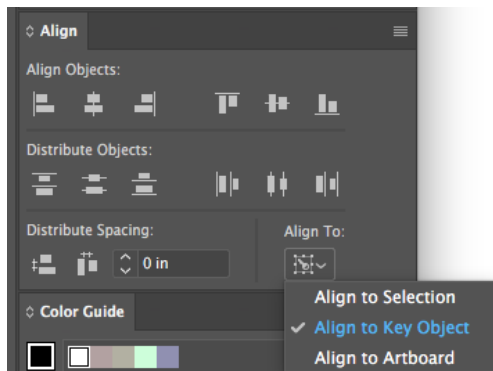 Align
Align Objects:
Distribute Objects:
Distribute Spacing:
Align To:
0 in
Align to Selection
Color Guide
Align to Key Object
Align to Artboard